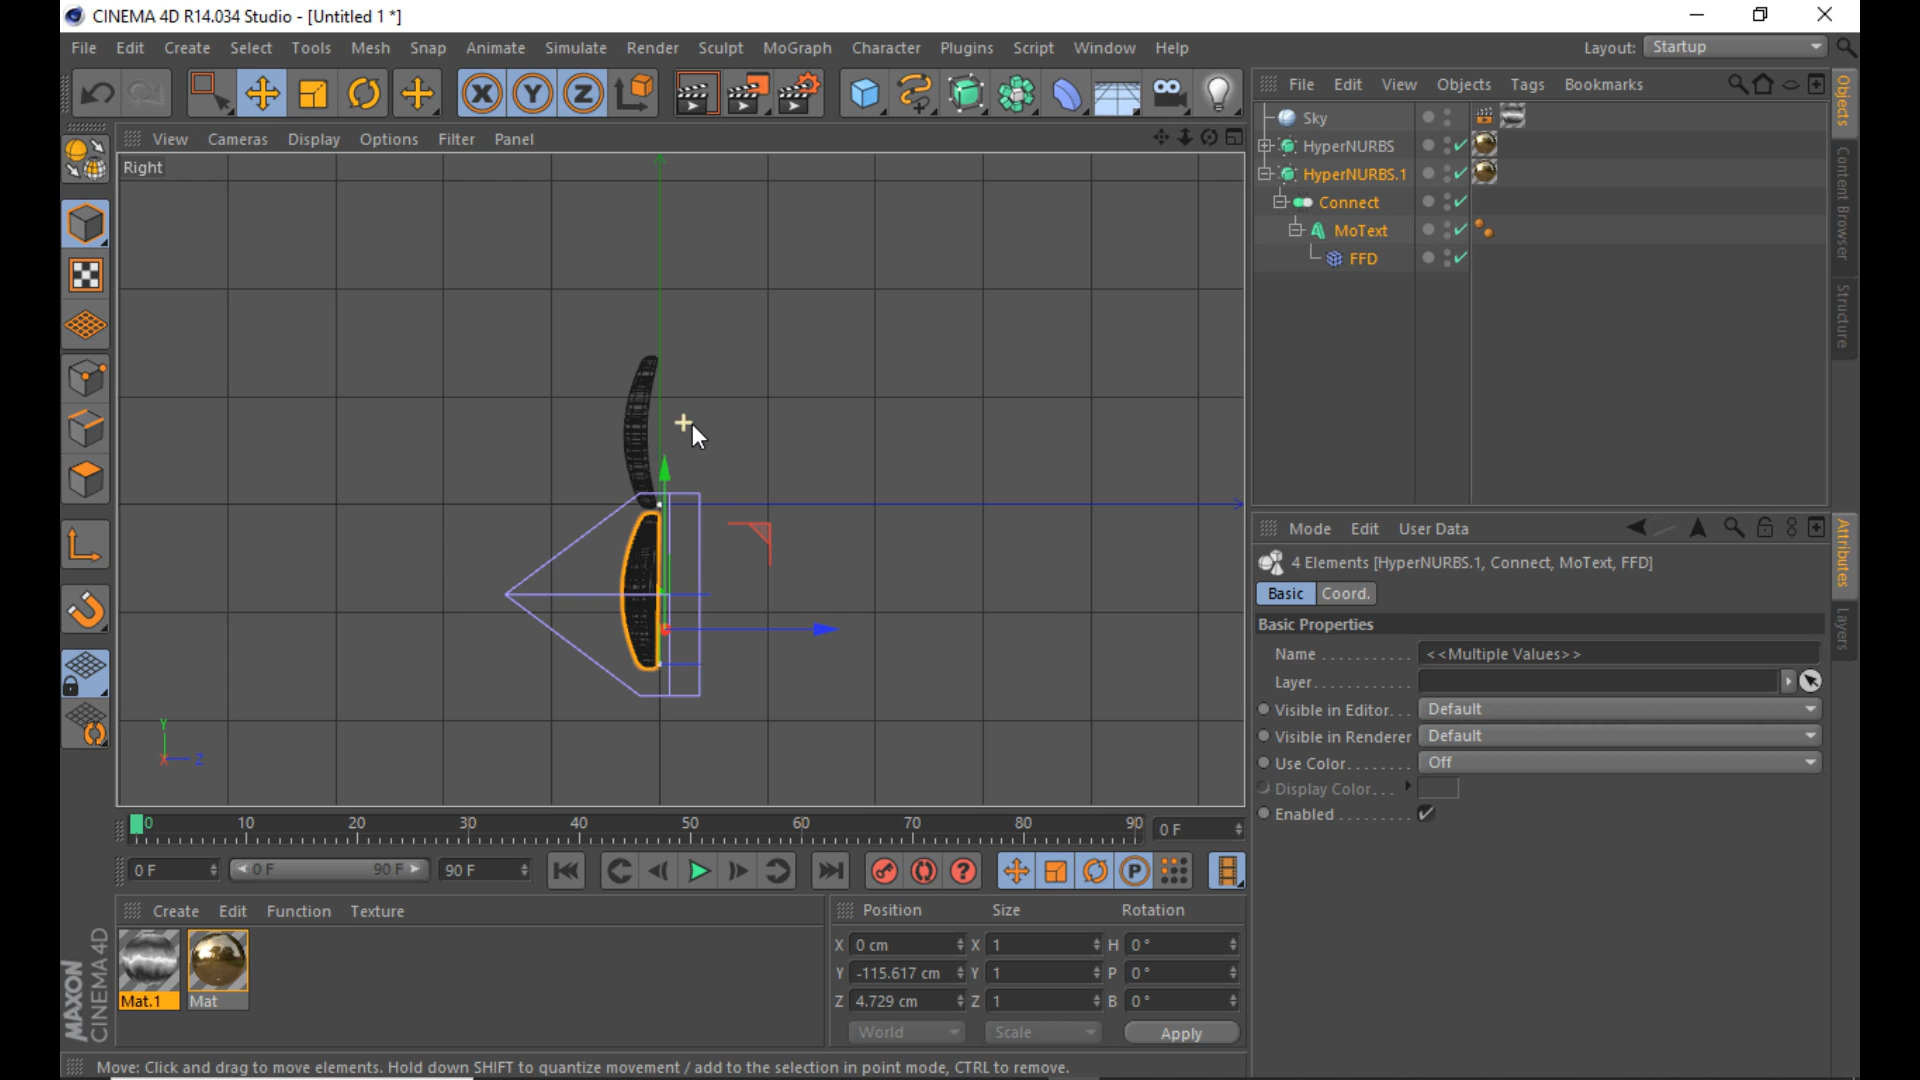 CINEMA 4D R14.034 Studio - [Untitled 1 *]
File Edit Create Select Tools Mesh Snap Animate Simulate Render Sculpt MoGraph Character Plugins Script Window Help
Layout: Startup
File Edit View Objects Tags Bookmarks
Sky
HyperNURBS
HyperNURBS.1
Connect
MoText
FFD
Objects
Content Browser
Structure
View Cameras Display Options Filter Panel
Right
Y
X Z
Mode Edit User Data
4 Elements [HyperNURBS.1, Connect, MoText, FFD]
Basic Coord.
Basic Properties
Name . . . . . . . . . . <<Multiple Values>>
Layer. . . . . . . . . . .
Visible in Editor. . . Default
Visible in Renderer Default
Use Color. . . . . . . . Off
Display Color. . .
Enabled . . . . . . . . .
Attributes
Layers
0 10 20 30 40 50 60 70 80 90 0 F
0 F 0 F 90 F 90 F
Create Edit Function Texture
Mat.1 Mat
MAXON
CINEMA 4D
Position Size Rotation
X 0 cm X 1 H 0 °
Y -115.617 cm Y 1 P 0 °
Z 4.729 cm Z 1 B 0 °
World Scale Apply
Move: Click and drag to move elements. Hold down SHIFT to quantize movement / add to the selection in point mode, CTRL to remove.